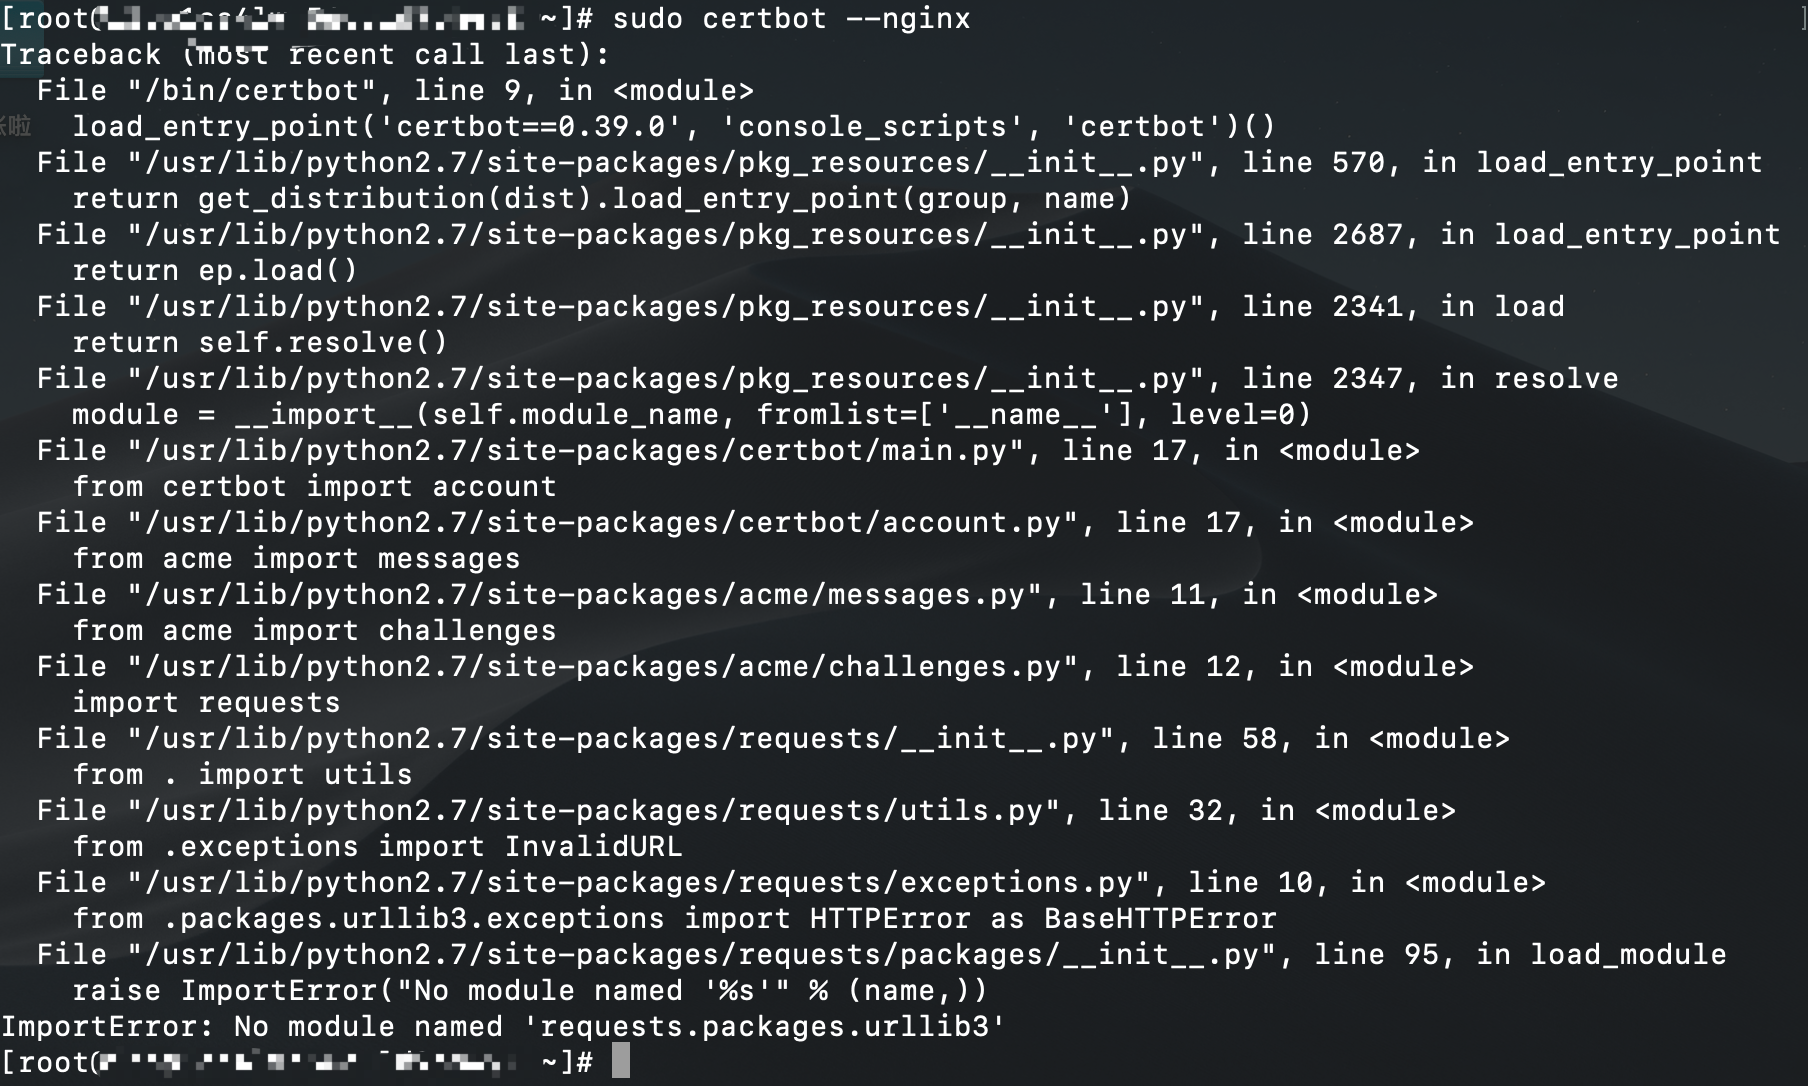 [root@ ~]# sudo certbot --nginx ]
Traceback (most recent call last):
  File "/bin/certbot", line 9, in <module>
啦
    load_entry_point('certbot==0.39.0', 'console_scripts', 'certbot')()
  File "/usr/lib/python2.7/site-packages/pkg_resources/__init__.py", line 570, in load_entry_point
    return get_distribution(dist).load_entry_point(group, name)
  File "/usr/lib/python2.7/site-packages/pkg_resources/__init__.py", line 2687, in load_entry_point
    return ep.load()
  File "/usr/lib/python2.7/site-packages/pkg_resources/__init__.py", line 2341, in load
    return self.resolve()
  File "/usr/lib/python2.7/site-packages/pkg_resources/__init__.py", line 2347, in resolve
    module = __import__(self.module_name, fromlist=['__name__'], level=0)
  File "/usr/lib/python2.7/site-packages/certbot/main.py", line 17, in <module>
    from certbot import account
  File "/usr/lib/python2.7/site-packages/certbot/account.py", line 17, in <module>
    from acme import messages
  File "/usr/lib/python2.7/site-packages/acme/messages.py", line 11, in <module>
    from acme import challenges
  File "/usr/lib/python2.7/site-packages/acme/challenges.py", line 12, in <module>
    import requests
  File "/usr/lib/python2.7/site-packages/requests/__init__.py", line 58, in <module>
    from . import utils
  File "/usr/lib/python2.7/site-packages/requests/utils.py", line 32, in <module>
    from .exceptions import InvalidURL
  File "/usr/lib/python2.7/site-packages/requests/exceptions.py", line 10, in <module>
    from .packages.urllib3.exceptions import HTTPError as BaseHTTPError
  File "/usr/lib/python2.7/site-packages/requests/packages/__init__.py", line 95, in load_module
    raise ImportError("No module named '%s'" % (name,))
ImportError: No module named 'requests.packages.urllib3'
[root ~]#